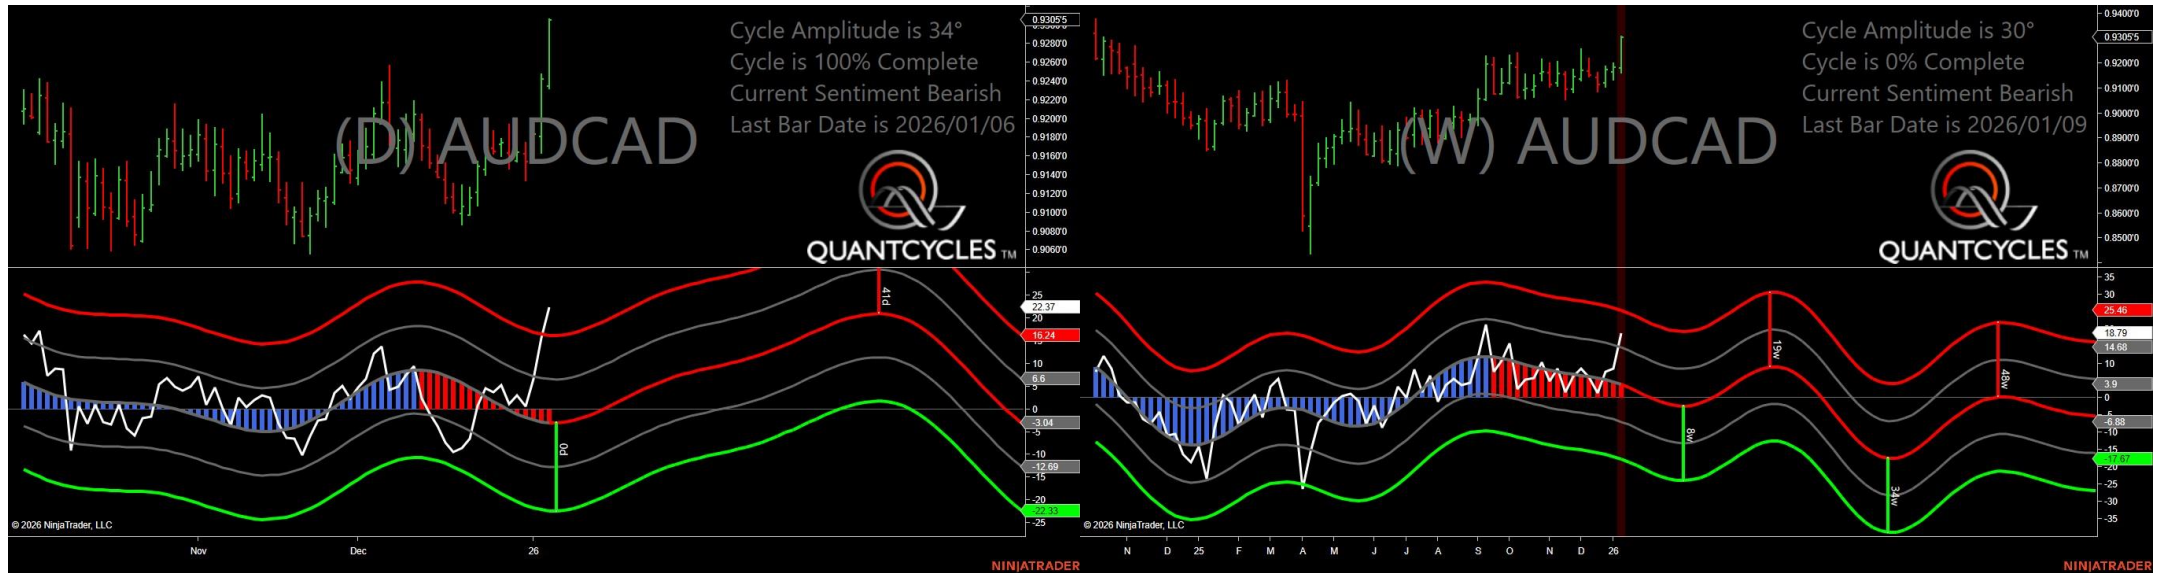 Cycle Amplitude is 34°
Cycle is 100% Complete
Current Sentiment Bearish
Last Bar Date is 2026/01/06
(D) AUDCAD
QUANTCYCLES TM
0.9305'5
0.9280'0
0.9260'0
0.9240'0
0.9220'0
0.9200'0
0.9180'0
0.9160'0
0.9140'0
0.9120'0
0.9100'0
0.9080'0
0.9060'0
41d
0d
25
22.37
20
16.24
10
6.6
5
0
-3.04
-5
-10
-12.69
-15
-20
-22.33
-25
© 2026 NinjaTrader, LLC
Nov
Dec
26
NINJATRADER
Cycle Amplitude is 30°
Cycle is 0% Complete
Current Sentiment Bearish
Last Bar Date is 2026/01/09
(W) AUDCAD
QUANTCYCLES TM
0.9400'0
0.9305'5
0.9200'0
0.9100'0
0.9000'0
0.8900'0
0.8800'0
0.8700'0
0.8600'0
0.8500'0
19w
48w
8w
34w
35
30
25.46
18.79
14.68
10
3.9
0
-5
-6.88
-10
-15
-17.67
-20
-25
-30
-35
© 2026 NinjaTrader, LLC
N D 25 F M A M J J A S O N D 26
NINJATRADER